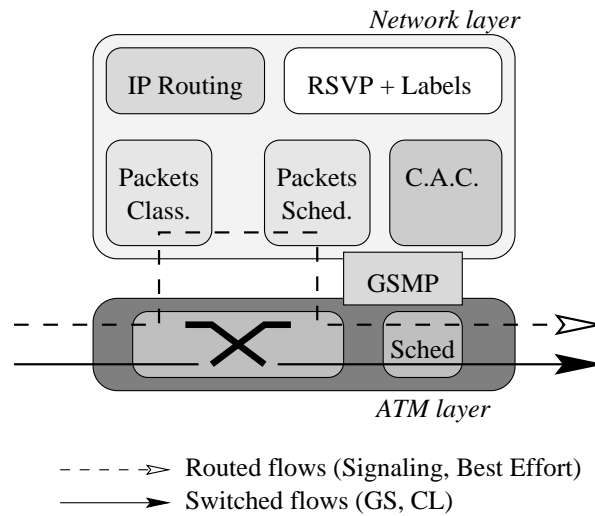 Network layer
IP Routing
RSVP + Labels
Packets
Class.
Packets
Sched.
C.A.C.
GSMP
Sched
ATM layer
Routed flows (Signaling, Best Effort)
Switched flows (GS, CL)